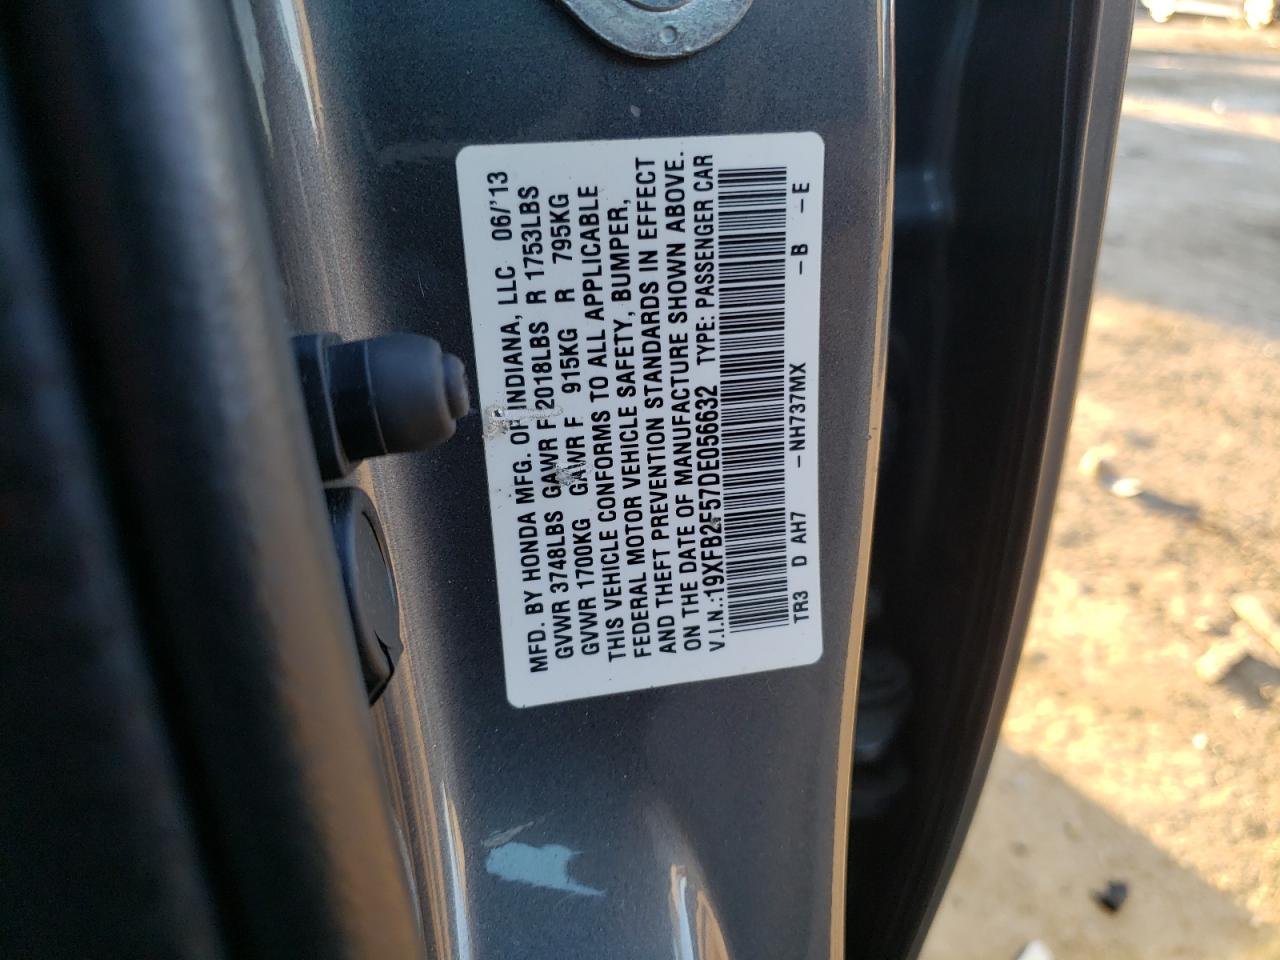 MFD. BY HONDA MFG. OF INDIANA, LLC 06/'13
GVWR 3748LBS GAWR F 2018LBS R 1753LBS
GVWR 1700KG GAWR F 915KG R 795KG
THIS VEHICLE CONFORMS TO ALL APPLICABLE
FEDERAL MOTOR VEHICLE SAFETY, BUMPER,
AND THEFT PREVENTION STANDARDS IN EFFECT
ON THE DATE OF MANUFACTURE SHOWN ABOVE.
V.I.N.:19XFB2F57DE056632 TYPE: PASSENGER CAR
TR3 D AH7 – NH737MX – B – E